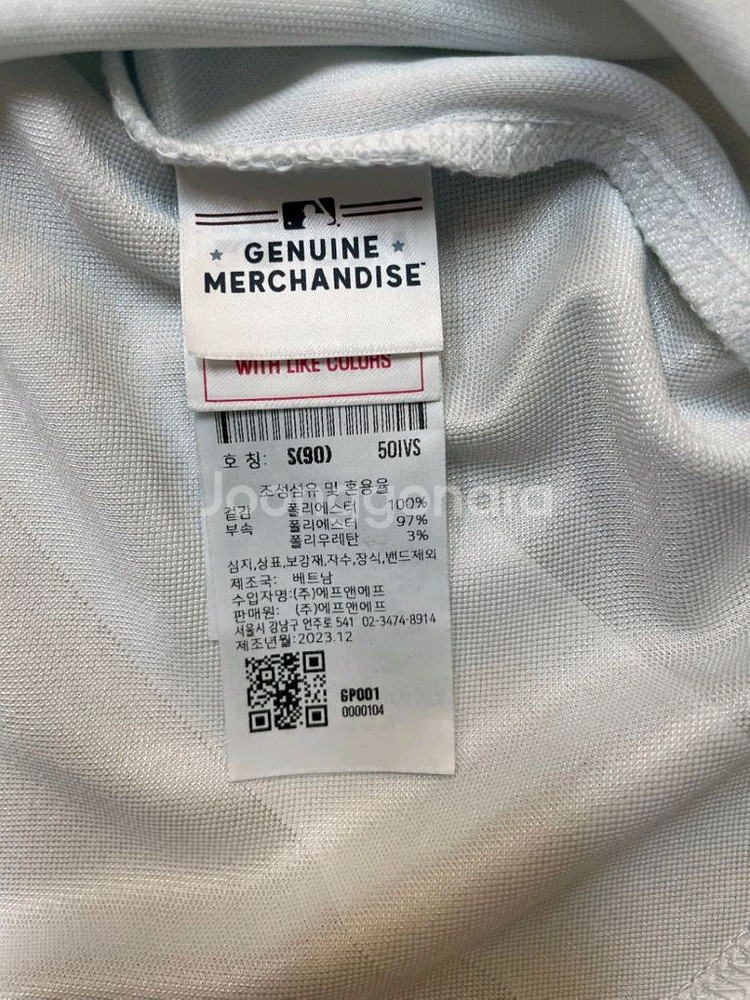 GENUINE
MERCHANDISE™
WITH LIKE COLORS
호 칭: S(90) 50IVS
조성섬유 및 혼용율
겉감 폴리에스터 100%
부속 폴리에스터 97%
폴리우레탄 3%
심지,상표,보강재,자수,장식,밴드제외
제조국: 베트남
수입자명:(주)에프앤에프
판매원: (주)에프앤에프
서울시 강남구 언주로 541 02-3474-8914
제조년월:2023.12
GP001
0000104
Joonggonara